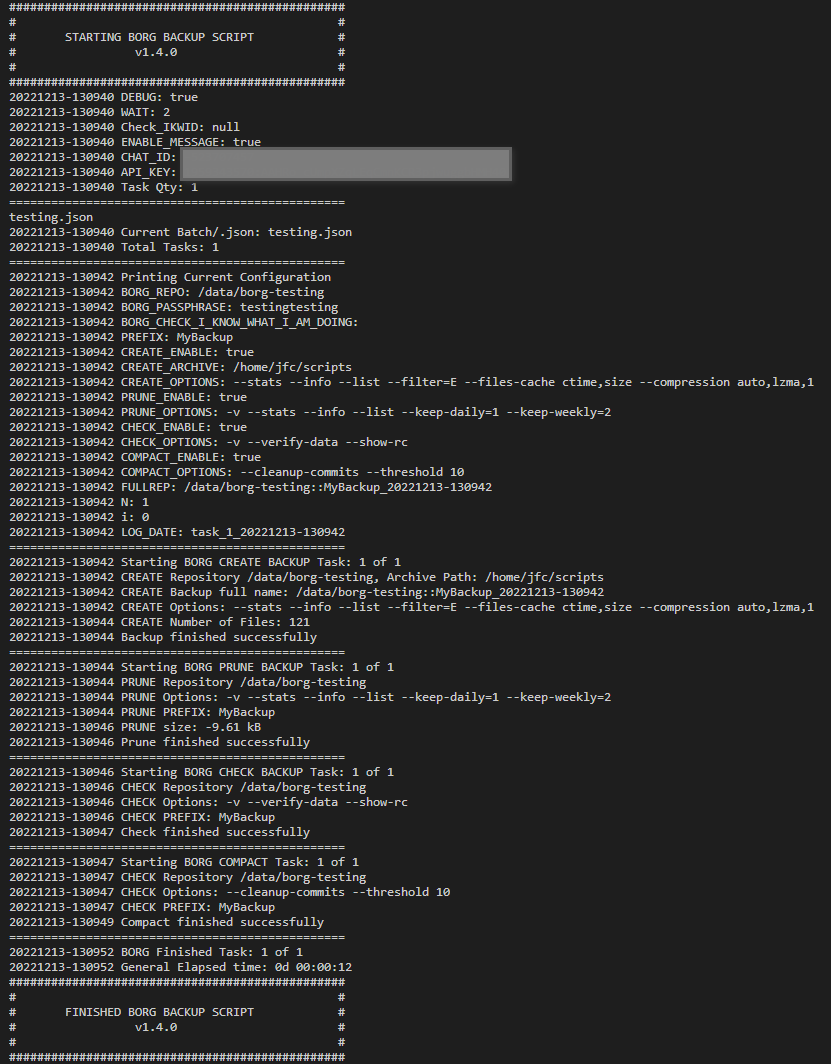 ################################################
#                                              #
#       STARTING BORG BACKUP SCRIPT            #
#                 v1.4.0                       #
#                                              #
################################################
20221213-130940 DEBUG: true
20221213-130940 WAIT: 2
20221213-130940 Check_IKWID: null
20221213-130940 ENABLE_MESSAGE: true
20221213-130940 CHAT_ID:
20221213-130940 API_KEY:
20221213-130940 Task Qty: 1
================================================
testing.json
20221213-130940 Current Batch/.json: testing.json
20221213-130940 Total Tasks: 1
================================================
20221213-130942 Printing Current Configuration
20221213-130942 BORG_REPO: /data/borg-testing
20221213-130942 BORG_PASSPHRASE: testingtesting
20221213-130942 BORG_CHECK_I_KNOW_WHAT_I_AM_DOING:
20221213-130942 PREFIX: MyBackup
20221213-130942 CREATE_ENABLE: true
20221213-130942 CREATE_ARCHIVE: /home/jfc/scripts
20221213-130942 CREATE_OPTIONS: --stats --info --list --filter=E --files-cache ctime,size --compression auto,lzma,1
20221213-130942 PRUNE_ENABLE: true
20221213-130942 PRUNE_OPTIONS: -v --stats --info --list --keep-daily=1 --keep-weekly=2
20221213-130942 CHECK_ENABLE: true
20221213-130942 CHECK_OPTIONS: -v --verify-data --show-rc
20221213-130942 COMPACT_ENABLE: true
20221213-130942 COMPACT_OPTIONS: --cleanup-commits --threshold 10
20221213-130942 FULLREP: /data/borg-testing::MyBackup_20221213-130942
20221213-130942 N: 1
20221213-130942 i: 0
20221213-130942 LOG_DATE: task_1_20221213-130942
================================================
20221213-130942 Starting BORG CREATE BACKUP Task: 1 of 1
20221213-130942 CREATE Repository /data/borg-testing, Archive Path: /home/jfc/scripts
20221213-130942 CREATE Backup full name: /data/borg-testing::MyBackup_20221213-130942
20221213-130942 CREATE Options: --stats --info --list --filter=E --files-cache ctime,size --compression auto,lzma,1
20221213-130944 CREATE Number of Files: 121
20221213-130944 Backup finished successfully
================================================
20221213-130944 Starting BORG PRUNE BACKUP Task: 1 of 1
20221213-130944 PRUNE Repository /data/borg-testing
20221213-130944 PRUNE Options: -v --stats --info --list --keep-daily=1 --keep-weekly=2
20221213-130944 PRUNE PREFIX: MyBackup
20221213-130946 PRUNE size: -9.61 kB
20221213-130946 Prune finished successfully
================================================
20221213-130946 Starting BORG CHECK BACKUP Task: 1 of 1
20221213-130946 CHECK Repository /data/borg-testing
20221213-130946 CHECK Options: -v --verify-data --show-rc
20221213-130946 CHECK PREFIX: MyBackup
20221213-130947 Check finished successfully
================================================
20221213-130947 Starting BORG COMPACT Task: 1 of 1
20221213-130947 CHECK Repository /data/borg-testing
20221213-130947 CHECK Options: --cleanup-commits --threshold 10
20221213-130947 CHECK PREFIX: MyBackup
20221213-130949 Compact finished successfully
================================================
20221213-130952 BORG Finished Task: 1 of 1
20221213-130952 General Elapsed time: 0d 00:00:12
################################################
#                                              #
#       FINISHED BORG BACKUP SCRIPT            #
#                 v1.4.0                       #
#                                              #
################################################